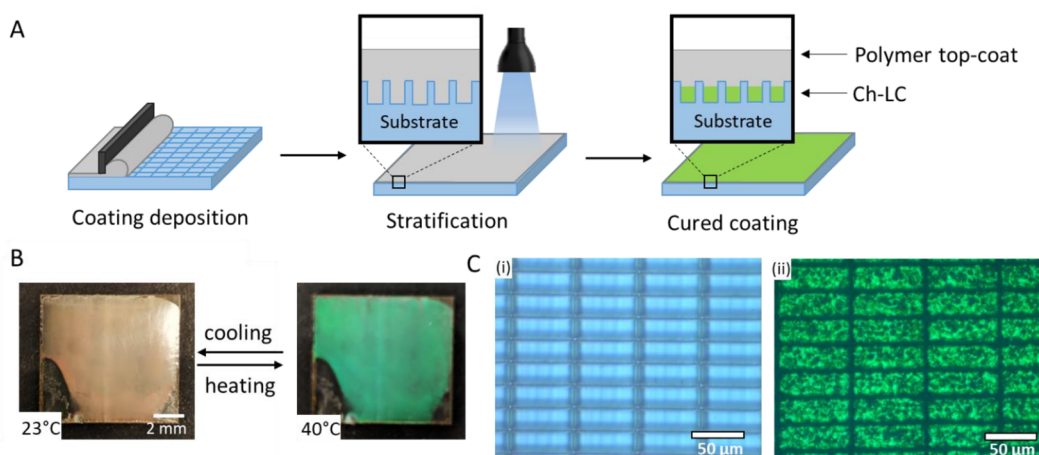 A
Substrate
Substrate
Polymer top-coat
Ch-LC
Coating deposition
Stratification
Cured coating
B
cooling
heating
23°C
2 mm
40°C
C
(i)
50 µm
(ii)
50 µm